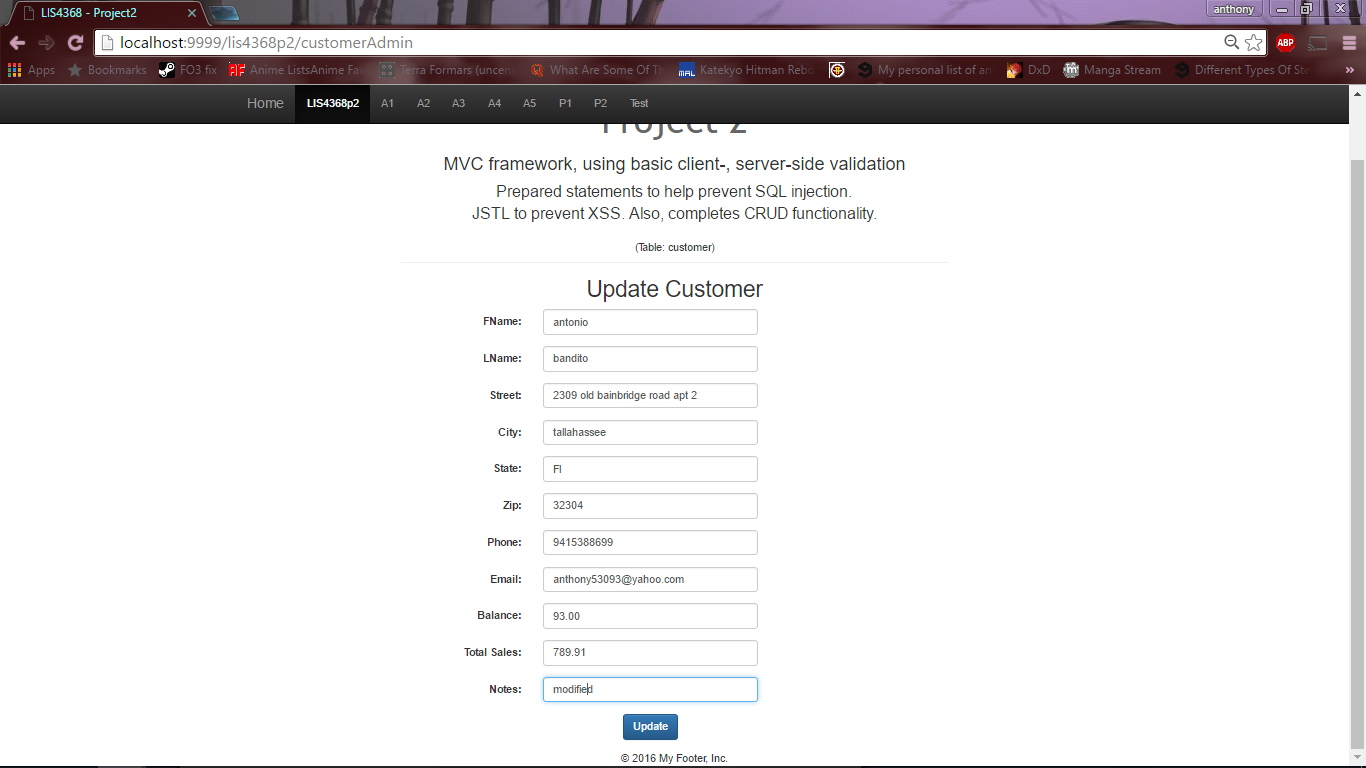 LIS4368 - Project2
anthony
localhost:9999/lis4368p2/customerAdmin
ABP
Apps Bookmarks FO3 fix Anime ListsAnime Fav Terra Formars (uncens What Are Some Of Th MAL Katekyo Hitman Rebo My personal list of an DxD Manga Stream Different Types Of Ste »
Home LIS4368p2 A1 A2 A3 A4 A5 P1 P2 Test
Project 2
MVC framework, using basic client-, server-side validation
Prepared statements to help prevent SQL injection.
JSTL to prevent XSS. Also, completes CRUD functionality.
(Table: customer)
Update Customer
FName: antonio
LName: bandito
Street: 2309 old bainbridge road apt 2
City: tallahassee
State: Fl
Zip: 32304
Phone: 9415388699
Email: anthony53093@yahoo.com
Balance: 93.00
Total Sales: 789.91
Notes: modified
Update
© 2016 My Footer, Inc.